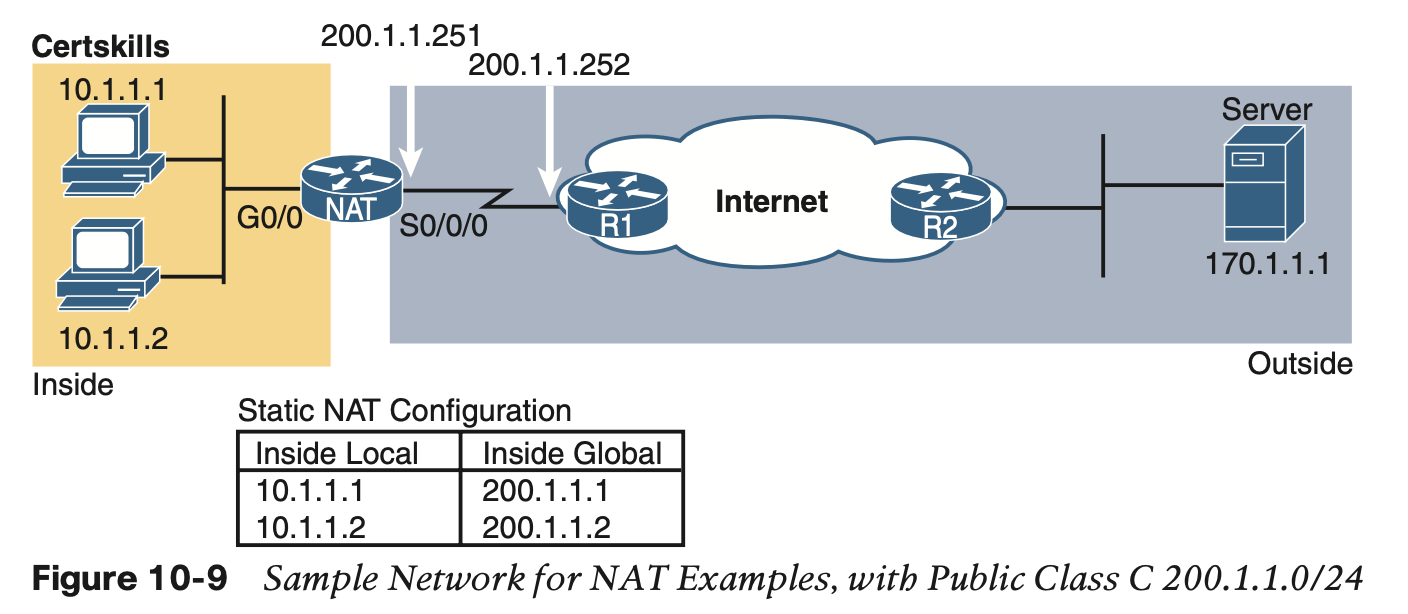 200.1.1.251
Certskills
200.1.1.252
10.1.1.1
Server
NAT
G0/0
S0/0/0
R1
Internet
R2
170.1.1.1
10.1.1.2
Inside
Outside
Static NAT Configuration
Inside Local Inside Global
10.1.1.1 200.1.1.1
10.1.1.2 200.1.1.2
Figure 10-9 Sample Network for NAT Examples, with Public Class C 200.1.1.0/24